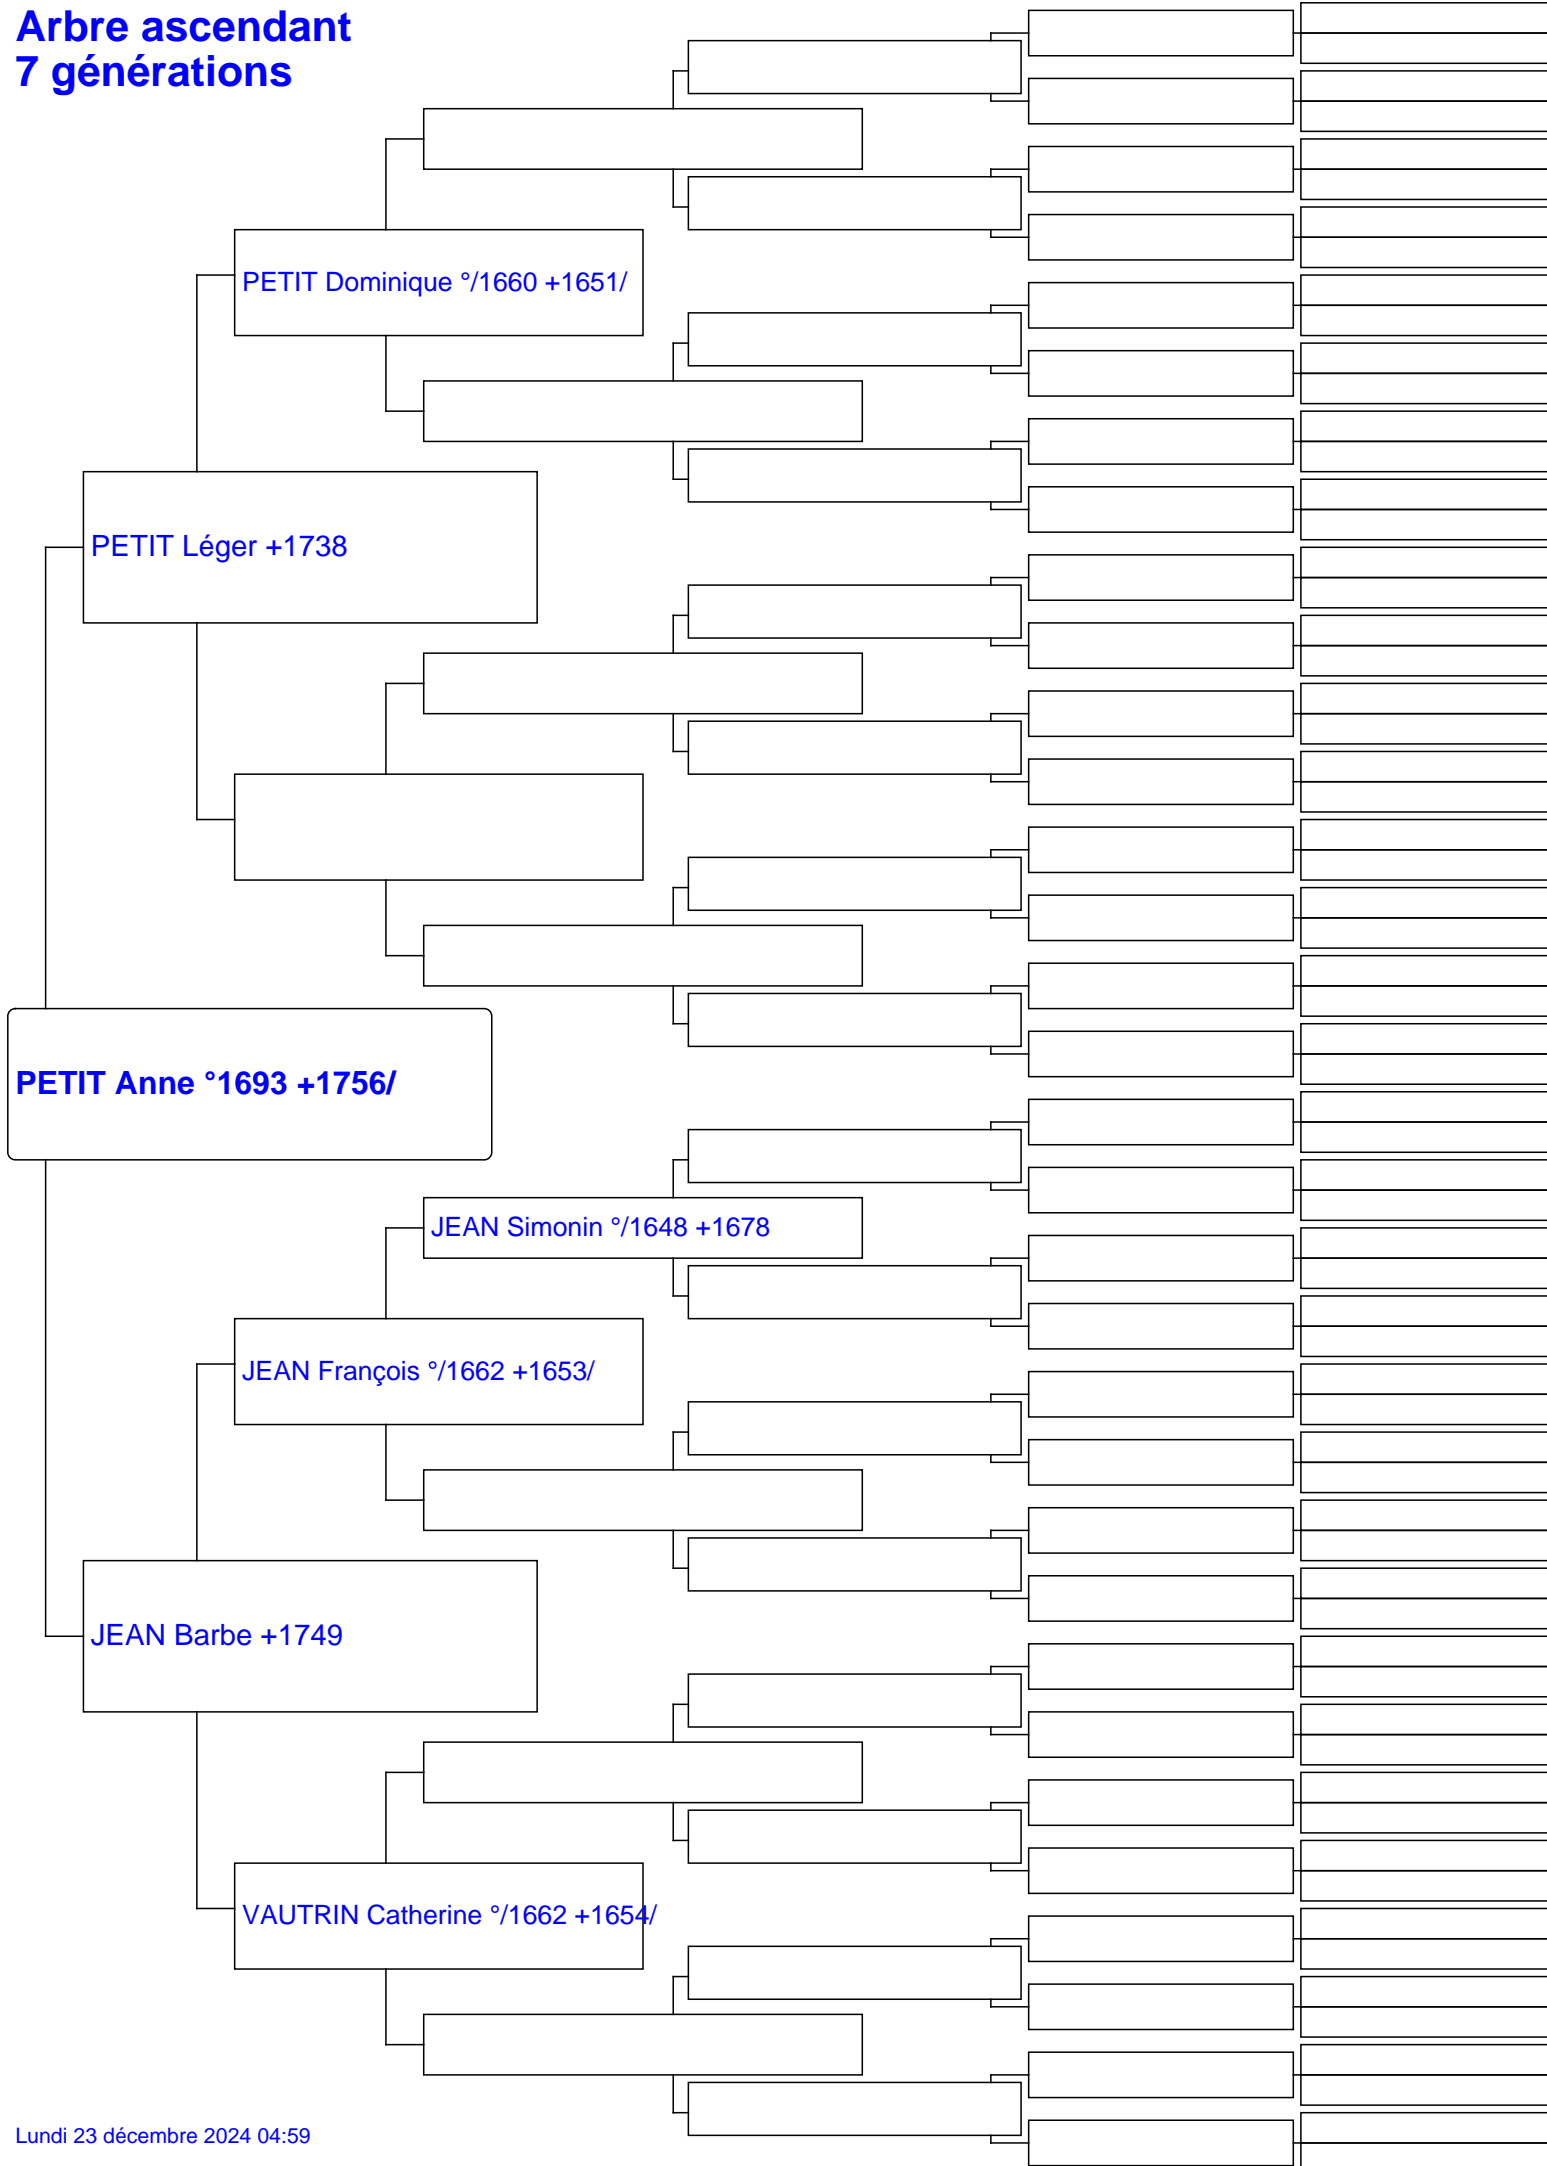 Arbre ascendant
7 générations
PETIT Dominique °/1660 +1651/
PETIT Léger +1738
PETIT Anne °1693 +1756/
JEAN Simonin °/1648 +1678
JEAN François °/1662 +1653/
JEAN Barbe +1749
VAUTRIN Catherine °/1662 +1654/
Lundi 23 décembre 2024 04:59